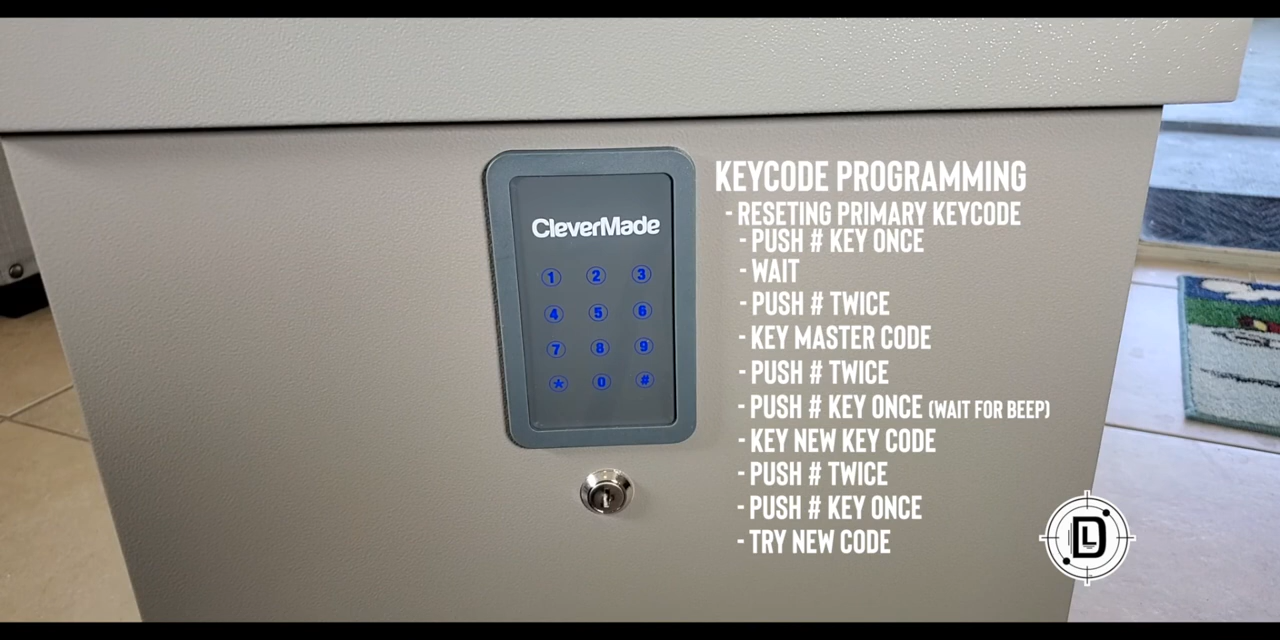 CleverMade
1 2 3
4 5 6
7 8 9
* 0 #
KEYCODE PROGRAMMING
- RESETING PRIMARY KEYCODE
- PUSH # KEY ONCE
- WAIT
- PUSH # TWICE
- KEY MASTER CODE
- PUSH # TWICE
- PUSH # KEY ONCE (WAIT FOR BEEP)
- KEY NEW KEY CODE
- PUSH # TWICE
- PUSH # KEY ONCE
- TRY NEW CODE
DL